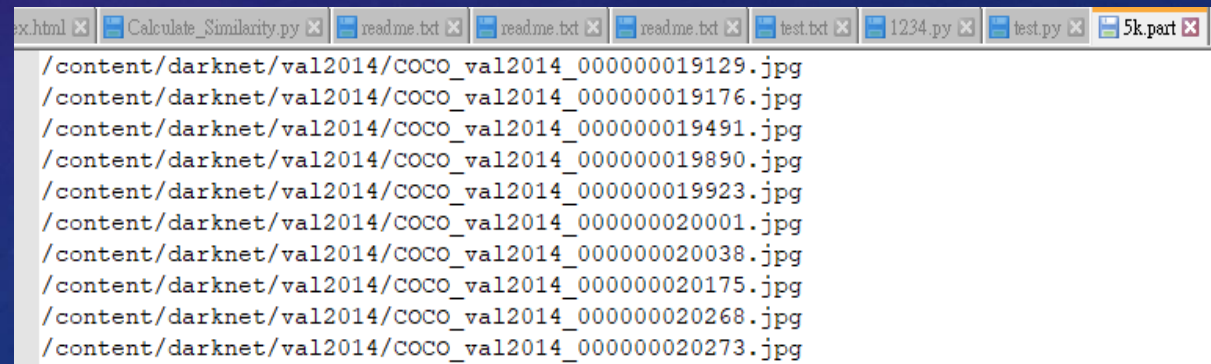 ex.html Calculate_Similarity.py readme.txt readme.txt readme.txt test.txt 1234.py test.py 5k.part
/content/darknet/val2014/COCO_val2014_000000019129.jpg
/content/darknet/val2014/COCO_val2014_000000019176.jpg
/content/darknet/val2014/COCO_val2014_000000019491.jpg
/content/darknet/val2014/COCO_val2014_000000019890.jpg
/content/darknet/val2014/COCO_val2014_000000019923.jpg
/content/darknet/val2014/COCO_val2014_000000020001.jpg
/content/darknet/val2014/COCO_val2014_000000020038.jpg
/content/darknet/val2014/COCO_val2014_000000020175.jpg
/content/darknet/val2014/COCO_val2014_000000020268.jpg
/content/darknet/val2014/COCO_val2014_000000020273.jpg